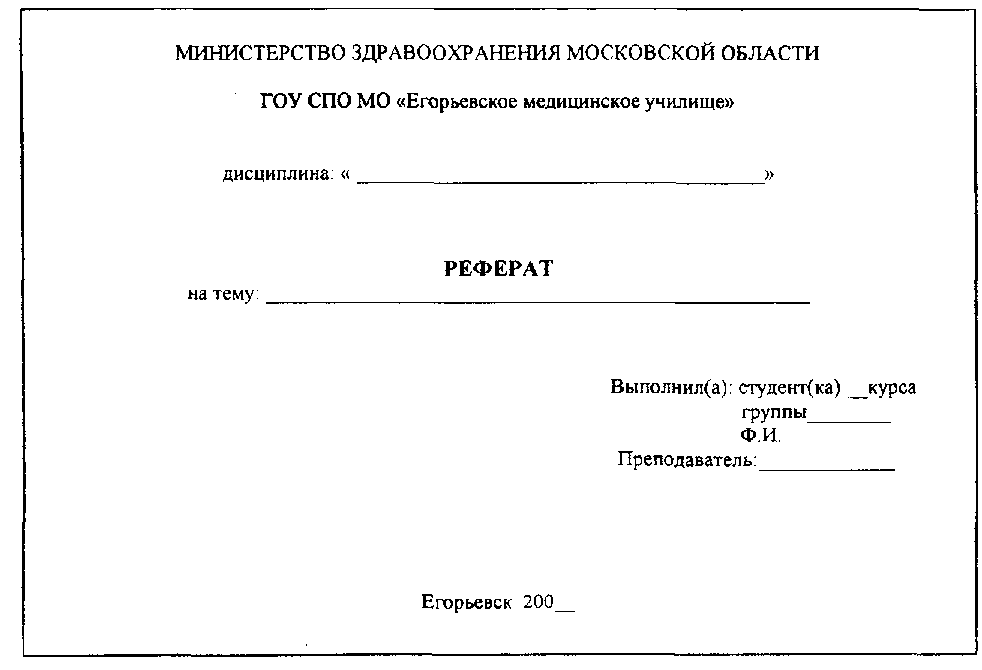 МИНИСТЕРСТВО ЗДРАВООХРАНЕНИЯ МОСКОВСКОЙ ОБЛАСТИ
ГОУ СПО МО «Егорьевское медицинское училище»
дисциплина: « ______________________________»
РЕФЕРАТ
на тему: ________________________________________
Выполнил(а): студент(ка) __курса
группы________
Ф.И.
Преподаватель:_____________
Егорьевск 200__